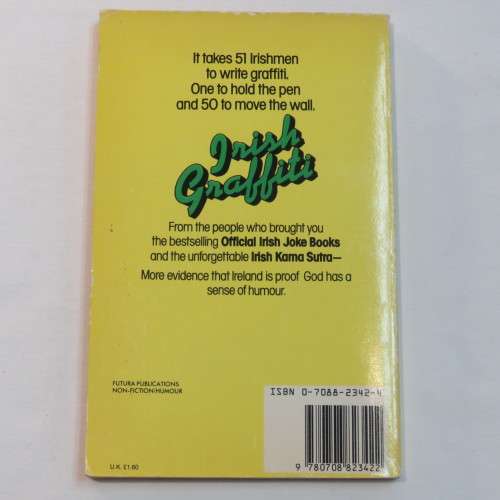 It takes 51 Irishmen
to write graffiti.
One to hold the pen
and 50 to move the wall.
Irish
Graffiti
From the people who brought you
the bestselling Official Irish Joke Books
and the unforgettable Irish Kama Sutra—
More evidence that Ireland is proof God has a
sense of humour.
FUTURA PUBLICATIONS
NON-FICTION/HUMOUR
ISBN 0-7088-2342-4
9 780708 823422
U.K. £1.60